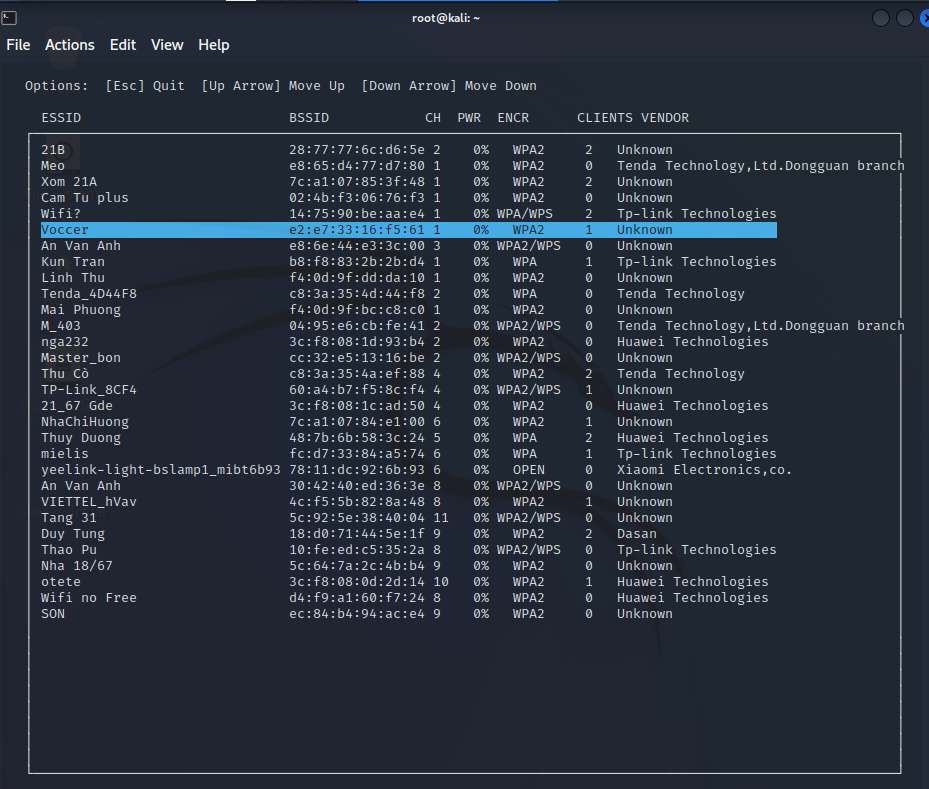 root@kali: ~
File Actions Edit View Help
Options: [Esc] Quit [Up Arrow] Move Up [Down Arrow] Move Down
ESSID BSSID CH PWR ENCR CLIENTS VENDOR
21B 28:77:77:6c:d6:5e 2 0% WPA2 2 Unknown
Meo e8:65:d4:77:d7:80 1 0% WPA2 0 Tenda Technology,Ltd.Dongguan branch
Xom 21A 7c:a1:07:85:3f:48 1 0% WPA2 2 Unknown
Cam Tu plus 02:4b:f3:06:76:f3 1 0% WPA2 0 Unknown
Wifi? 14:75:90:be:aa:e4 1 0% WPA/WPS 2 Tp-link Technologies
Voccer e2:e7:33:16:f5:61 1 0% WPA2 1 Unknown
An Van Anh e8:6e:44:e3:3c:00 3 0% WPA2/WPS 0 Unknown
Kun Tran b8:f8:83:2b:2b:d4 1 0% WPA 1 Tp-link Technologies
Linh Thu f4:0d:9f:dd:da:10 1 0% WPA2 0 Unknown
Tenda_4D44F8 c8:3a:35:4d:44:f8 2 0% WPA 0 Tenda Technology
Mai Phuong f4:0d:9f:bc:c8:c0 1 0% WPA2 0 Unknown
M_403 04:95:e6:cb:fe:41 2 0% WPA2/WPS 0 Tenda Technology,Ltd.Dongguan branch
nga232 3c:f8:08:1d:93:b4 2 0% WPA2 0 Huawei Technologies
Master_bon cc:32:e5:13:16:be 2 0% WPA2/WPS 0 Unknown
Thu Cò c8:3a:35:4a:ef:88 4 0% WPA2 2 Tenda Technology
TP-Link_8CF4 60:a4:b7:f5:8c:f4 4 0% WPA2/WPS 1 Unknown
21_67 Gde 3c:f8:08:1c:ad:50 4 0% WPA2 0 Huawei Technologies
NhaChiHuong 7c:a1:07:84:e1:00 6 0% WPA2 1 Unknown
Thuy Duong 48:7b:6b:58:3c:24 5 0% WPA 2 Huawei Technologies
mielis fc:d7:33:84:a5:74 6 0% WPA 1 Tp-link Technologies
yeelink-light-bslamp1_mibt6b93 78:11:dc:92:6b:93 6 0% OPEN 0 Xiaomi Electronics,co.
An Van Anh 30:42:40:ed:36:3e 8 0% WPA2/WPS 0 Unknown
VIETTEL_hVav 4c:f5:5b:82:8a:48 8 0% WPA2 1 Unknown
Tang 31 5c:92:5e:38:40:04 11 0% WPA2/WPS 0 Unknown
Duy Tung 18:d0:71:44:5e:1f 9 0% WPA2 2 Dasan
Thao Pu 10:fe:ed:c5:35:2a 8 0% WPA2/WPS 0 Tp-link Technologies
Nha 18/67 5c:64:7a:2c:4b:b4 9 0% WPA2 0 Unknown
otete 3c:f8:08:0d:2d:14 10 0% WPA2 1 Huawei Technologies
Wifi no Free d4:f9:a1:60:f7:24 8 0% WPA2 0 Huawei Technologies
SON ec:84:b4:94:ac:e4 9 0% WPA2 0 Unknown